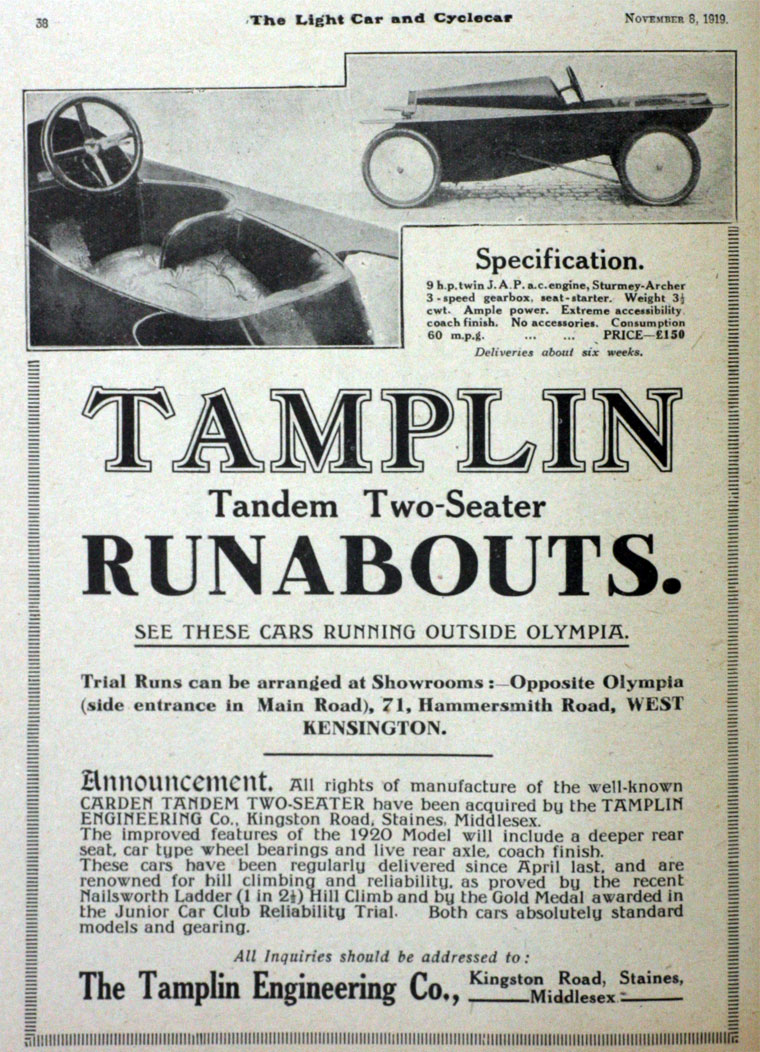 38
The Light Car and Cyclecar
NOVEMBER 8, 1919.
Specification.
9 h.p. twin J.A.P. a.c. engine, Sturmey-Archer
3-speed gearbox, seat-starter. Weight 3½
cwt. Ample power. Extreme accessibility
coach finish. No accessories. Consumption
60 m.p.g. ... ... PRICE—£150
Deliveries about six weeks.
TAMPLIN
Tandem Two-Seater
RUNABOUTS.
SEE THESE CARS RUNNING OUTSIDE OLYMPIA.
Trial Runs can be arranged at Showrooms :—Opposite Olympia
(side entrance in Main Road), 71, Hammersmith Road, WEST
KENSINGTON.
Announcement. All rights of manufacture of the well-known
CARDEN TANDEM TWO-SEATER have been acquired by the TAMPLIN
ENGINEERING Co., Kingston Road, Staines, Middlesex.
The improved features of the 1920 Model will include a deeper rear
seat, car type wheel bearings and live rear axle, coach finish.
These cars have been regularly delivered since April last, and are
renowned for hill climbing and reliability, as proved by the recent
Nailsworth Ladder (1 in 2½) Hill Climb and by the Gold Medal awarded in
the Junior Car Club Reliability Trial. Both cars absolutely standard
models and gearing.
All Inquiries should be addressed to :
The Tamplin Engineering Co., Kingston Road, Staines,
Middlesex